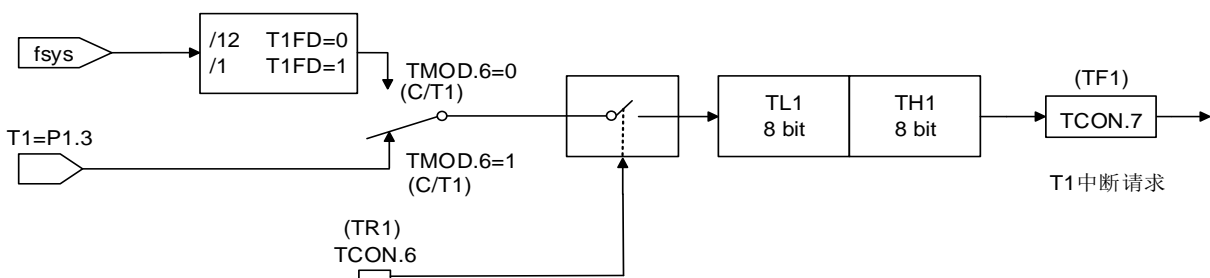 fsys
/12 T1FD=0
/1 T1FD=1
TMOD.6=0
(C/T1)
T1=P1.3
TMOD.6=1
(C/T1)
(TR1)
TCON.6
TL1
8 bit
TH1
8 bit
(TF1)
TCON.7
T1中断请求